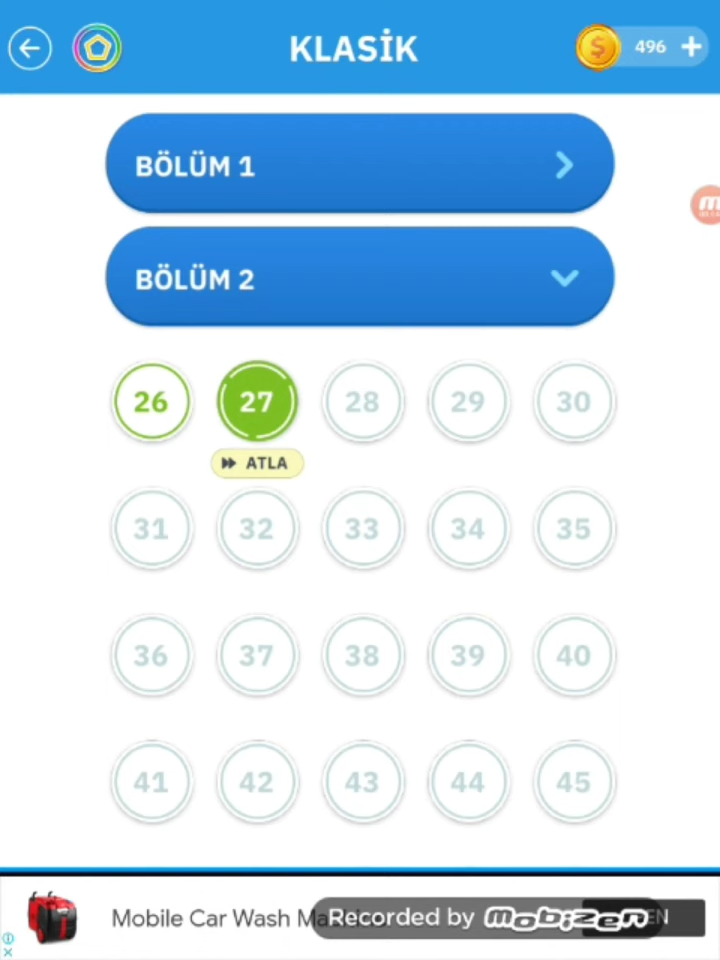 KLASİK
496
BÖLÜM 1
BÖLÜM 2
26 27 28 29 30
ATLA
31 32 33 34 35
36 37 38 39 40
41 42 43 44 45
Mobile Car Wash
Recorded by Mobizen